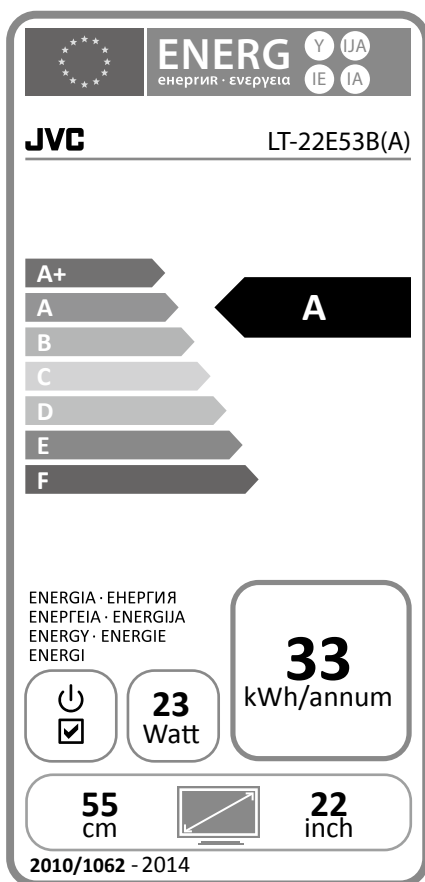 ENERG Y IJA
енергия · ενεργεια IE IA
JVC LT-22E53B(A)
A+
A A
B
C
D
E
F
ENERGIA · ЕНЕРГИЯ
ΕΝΕΡΓΕΙΑ · ENERGIJA
ENERGY · ENERGIE
ENERGI
33
kWh/annum
23
Watt
55 22
cm inch
2010/1062 - 2014